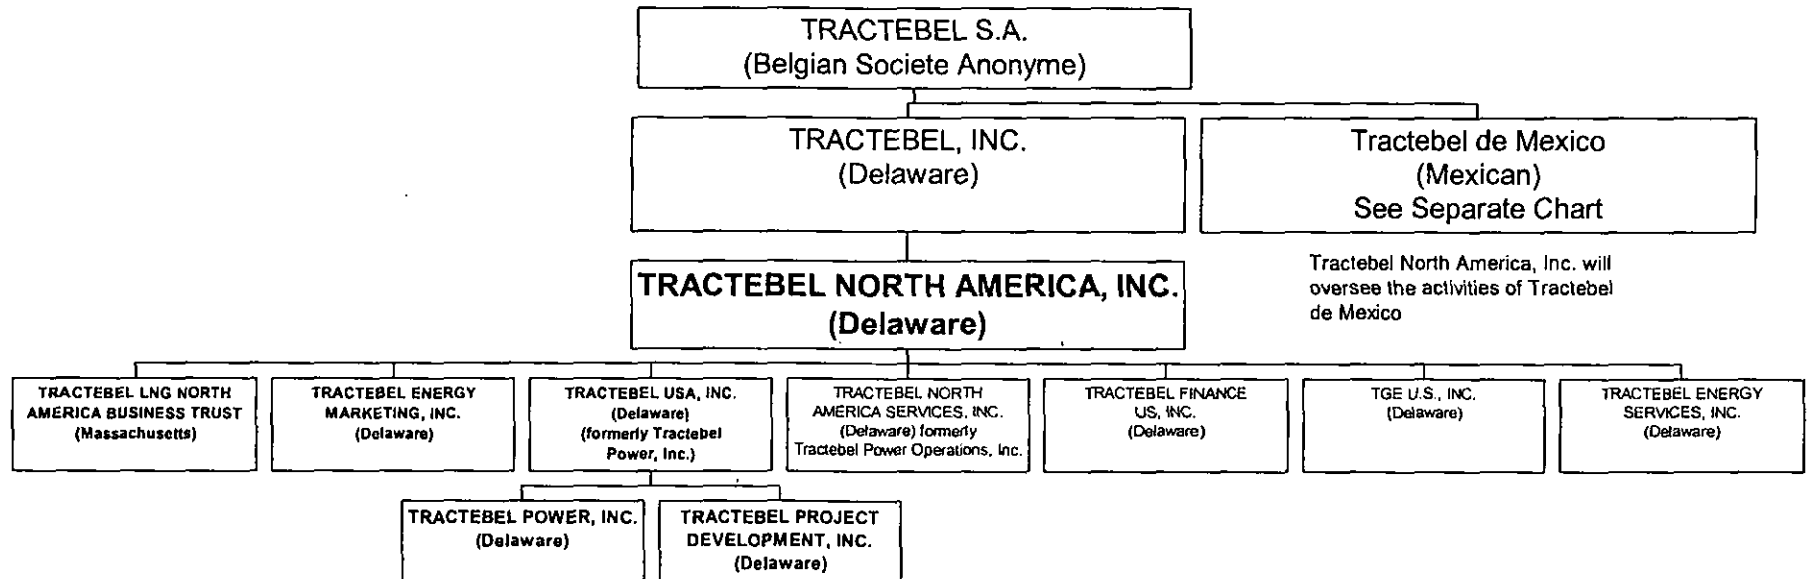 TRACTEBEL S.A.
(Belgian Societe Anonyme)
TRACTEBEL, INC.
(Delaware)
Tractebel de Mexico
(Mexican)
See Separate Chart
TRACTEBEL NORTH AMERICA, INC.
(Delaware)
Tractebel North America, Inc. will
oversee the activities of Tractebel
de Mexico
TRACTEBEL LNG NORTH
AMERICA BUSINESS TRUST
(Massachusetts)
TRACTEBEL ENERGY
MARKETING, INC.
(Delaware)
TRACTEBEL USA, INC.
(Delaware)
(formerly Tractebel
Power, Inc.)
TRACTEBEL NORTH
AMERICA SERVICES, INC.
(Delaware) formerly
Tractebel Power Operations, Inc.
TRACTEBEL FINANCE
US, INC.
(Delaware)
TGE U.S., INC.
(Delaware)
TRACTEBEL ENERGY
SERVICES, INC.
(Delaware)
TRACTEBEL POWER, INC.
(Delaware)
TRACTEBEL PROJECT
DEVELOPMENT, INC.
(Delaware)